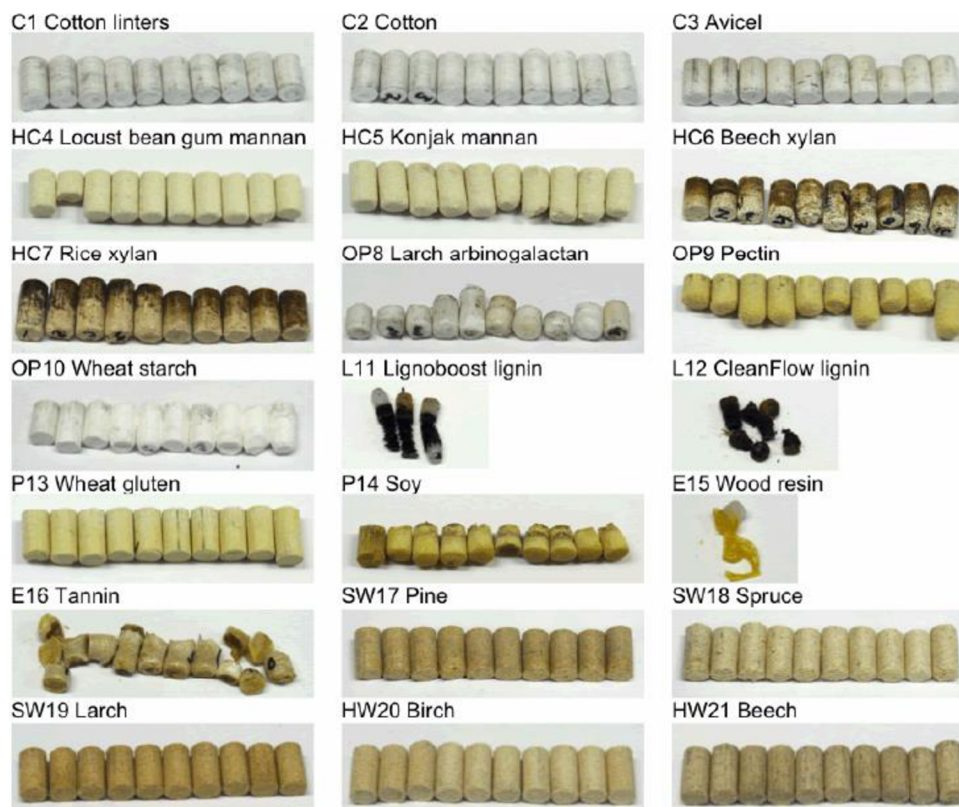 C1 Cotton linters
C2 Cotton
C3 Avicel
HC4 Locust bean gum mannan
HC5 Konjak mannan
HC6 Beech xylan
HC7 Rice xylan
OP8 Larch arbinogalactan
OP9 Pectin
OP10 Wheat starch
L11 Lignoboost lignin
L12 CleanFlow lignin
P13 Wheat gluten
P14 Soy
E15 Wood resin
E16 Tannin
SW17 Pine
SW18 Spruce
SW19 Larch
HW20 Birch
HW21 Beech